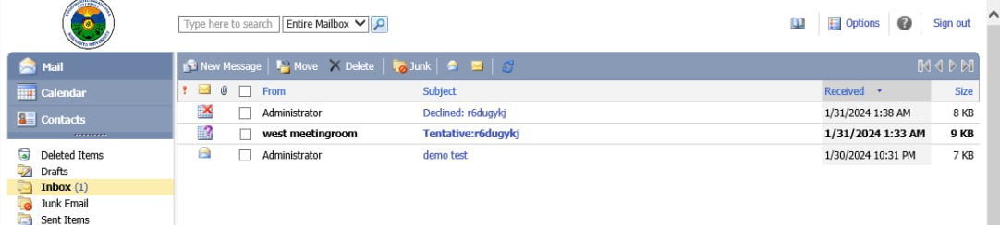 Type here to search Entire Mailbox Options Sign out
Mail
Calendar
Contacts
Deleted Items
Drafts
Inbox (1)
Junk Email
Sent Items
New Message Move Delete Junk
From Subject Received Size
Administrator Declined: r6dugykj 1/31/2024 1:38 AM 8 KB
west meetingroom Tentative:r6dugykj 1/31/2024 1:33 AM 9 KB
Administrator demo test 1/30/2024 10:31 PM 7 KB